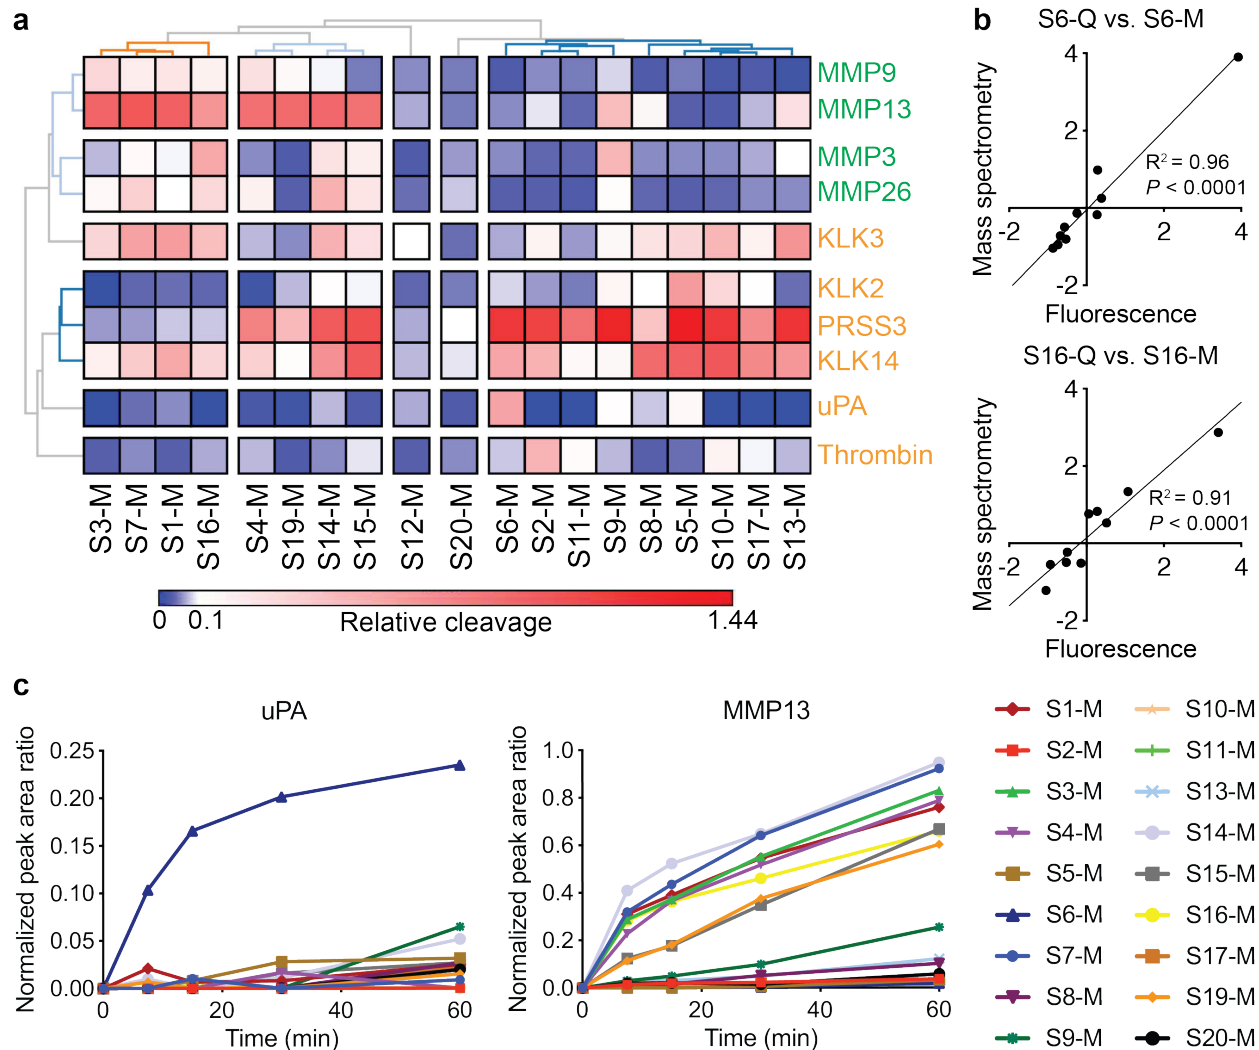 a
MMP9
MMP13
MMP3
MMP26
KLK3
KLK2
PRSS3
KLK14
uPA
Thrombin
S3-M
S7-M
S1-M
S16-M
S4-M
S19-M
S14-M
S15-M
S12-M
S20-M
S6-M
S2-M
S11-M
S9-M
S8-M
S5-M
S10-M
S17-M
S13-M
0 0.1 Relative cleavage 1.44
b
S6-Q vs. S6-M
Mass spectrometry
4
2
-2 2 4
-2
R² = 0.96
P < 0.0001
Fluorescence
S16-Q vs. S16-M
Mass spectrometry
4
2
-2 2 4
-2
R² = 0.91
P < 0.0001
Fluorescence
c
uPA
Normalized peak area ratio
0.25
0.20
0.15
0.10
0.05
0.00
0 20 40 60
Time (min)
MMP13
Normalized peak area ratio
1.0
0.8
0.6
0.4
0.2
0.0
0 20 40 60
Time (min)
S1-M
S2-M
S3-M
S4-M
S5-M
S6-M
S7-M
S8-M
S9-M
S10-M
S11-M
S13-M
S14-M
S15-M
S16-M
S17-M
S19-M
S20-M